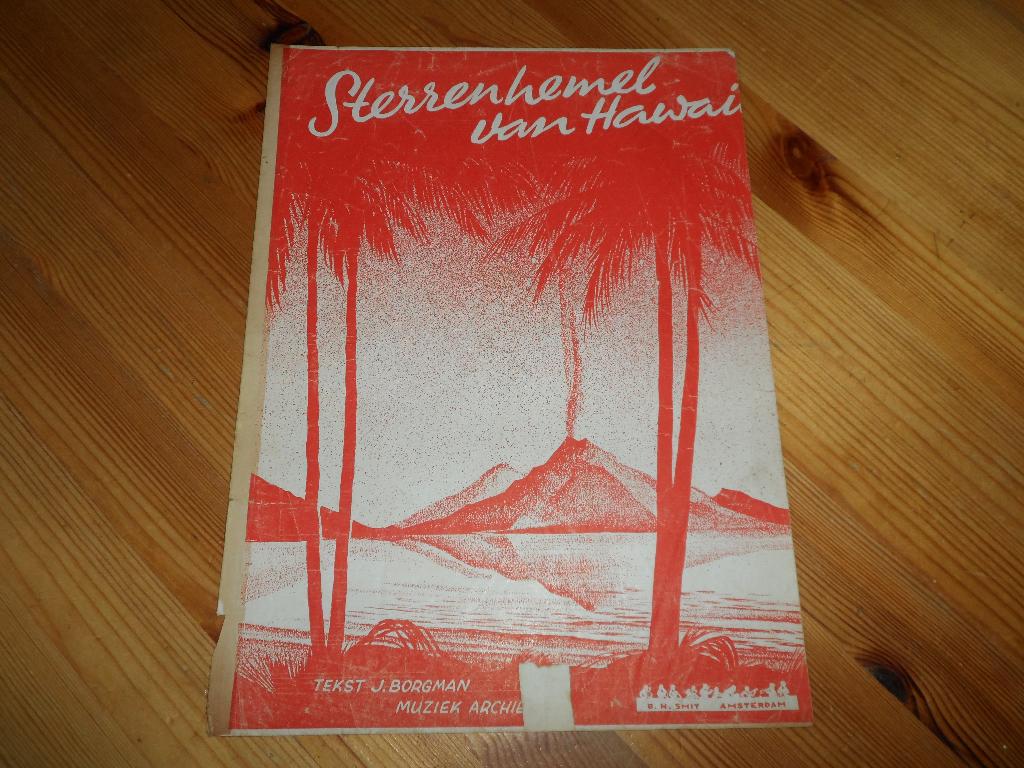 Sterrenhemel
van Hawai
TEKST J. BORGMAN
MUZIEK ARCHIE
B. H. SMIT AMSTERDAM